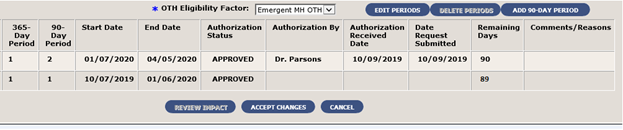 * OTH Eligibility Factor: Emergent MH OTH EDIT PERIODS DELETE PERIODS ADD 90-DAY PERIOD
365-Day Period 90-Day Period Start Date End Date Authorization Status Authorization By Authorization Received Date Date Request Submitted Remaining Days Comments/Reasons
1 2 01/07/2020 04/05/2020 APPROVED Dr. Parsons 10/09/2019 10/09/2019 90
1 1 10/07/2019 01/06/2020 APPROVED 89
REVIEW IMPACT ACCEPT CHANGES CANCEL